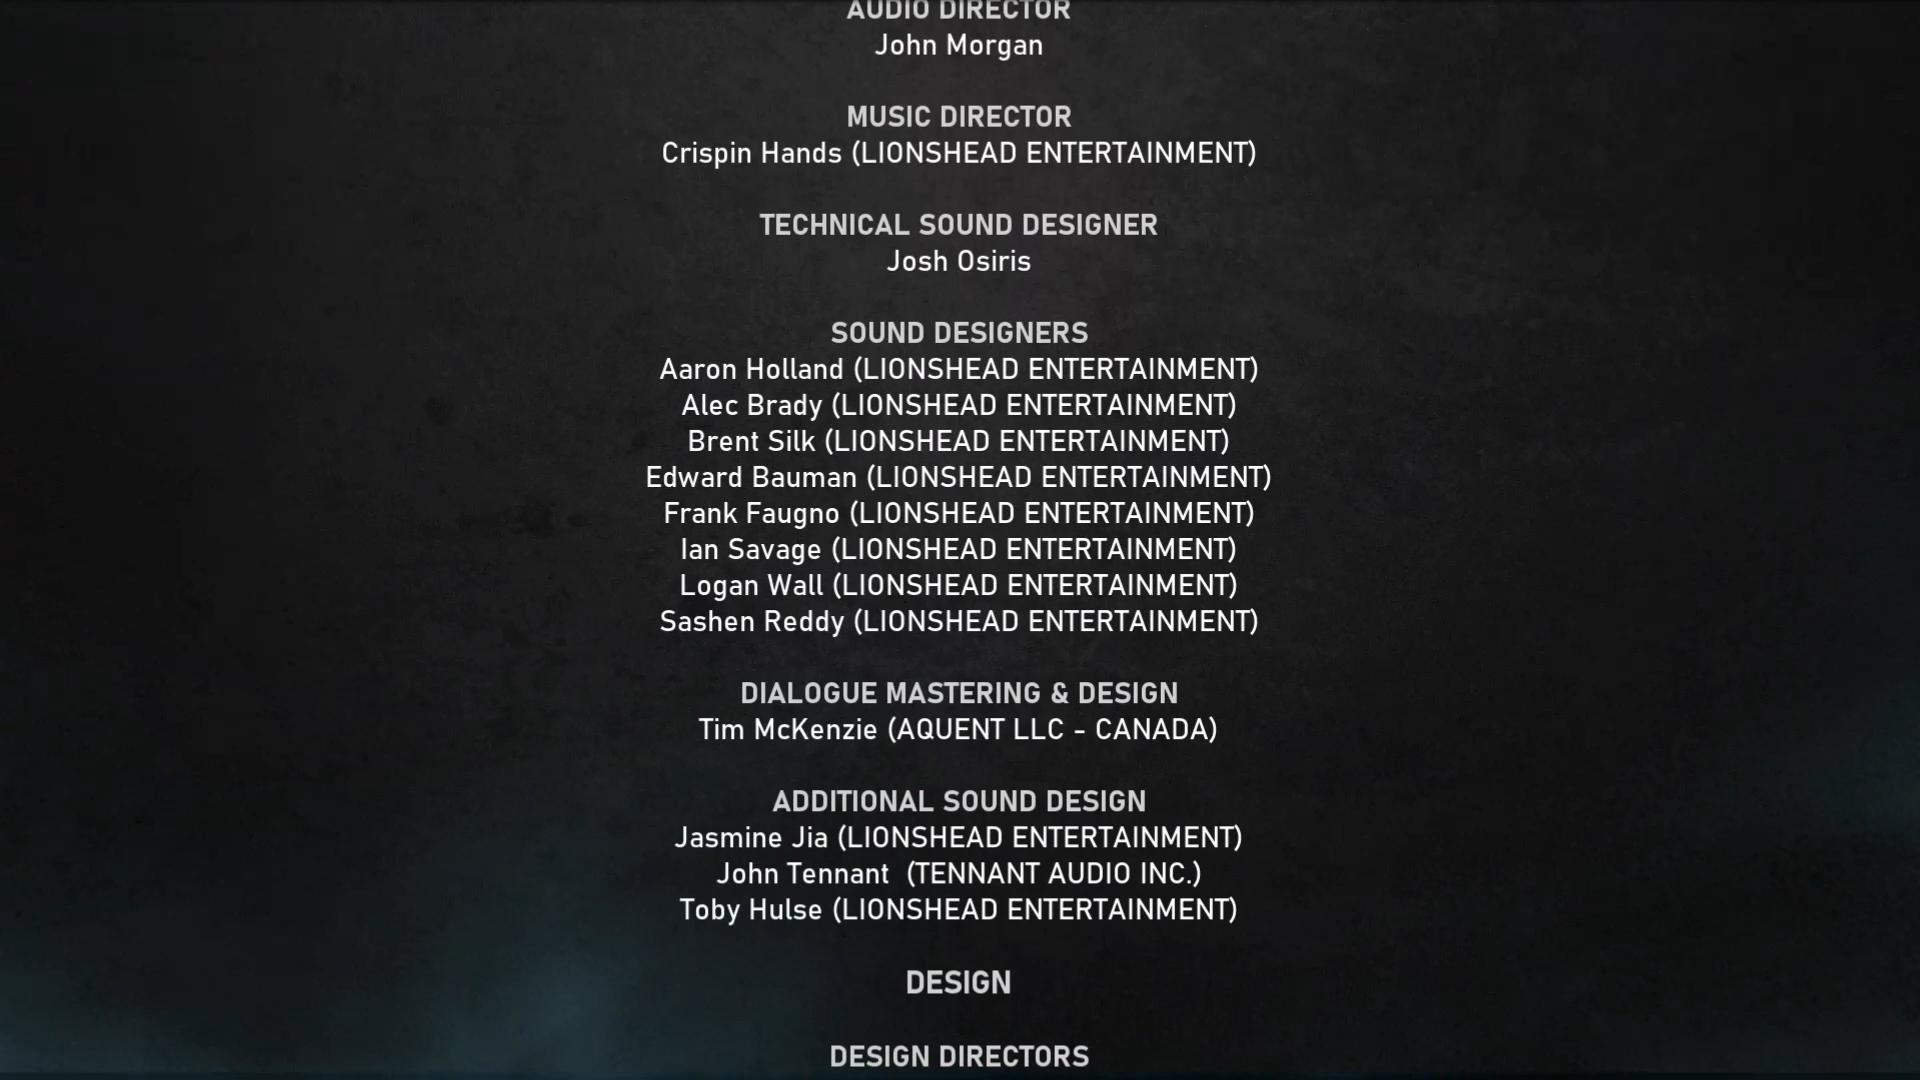 AUDIO DIRECTOR
John Morgan
MUSIC DIRECTOR
Crispin Hands (LIONSHEAD ENTERTAINMENT)
TECHNICAL SOUND DESIGNER
Josh Osiris
SOUND DESIGNERS
Aaron Holland (LIONSHEAD ENTERTAINMENT)
Alec Brady (LIONSHEAD ENTERTAINMENT)
Brent Silk (LIONSHEAD ENTERTAINMENT)
Edward Bauman (LIONSHEAD ENTERTAINMENT)
Frank Faugno (LIONSHEAD ENTERTAINMENT)
Ian Savage (LIONSHEAD ENTERTAINMENT)
Logan Wall (LIONSHEAD ENTERTAINMENT)
Sashen Reddy (LIONSHEAD ENTERTAINMENT)
DIALOGUE MASTERING & DESIGN
Tim McKenzie (AQUENT LLC - CANADA)
ADDITIONAL SOUND DESIGN
Jasmine Jia (LIONSHEAD ENTERTAINMENT)
John Tennant  (TENNANT AUDIO INC.)
Toby Hulse (LIONSHEAD ENTERTAINMENT)
DESIGN
DESIGN DIRECTORS